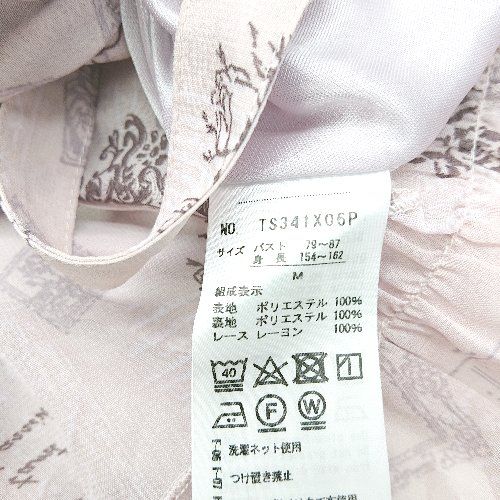 NO. TS341X06P
サイズ バスト 79～87
身長 154～162
M
組成表示
表地 ポリエステル 100%
裏地 ポリエステル 100%
レース レーヨン 100%
40
F W
洗濯ネット使用
つけ置き禁止